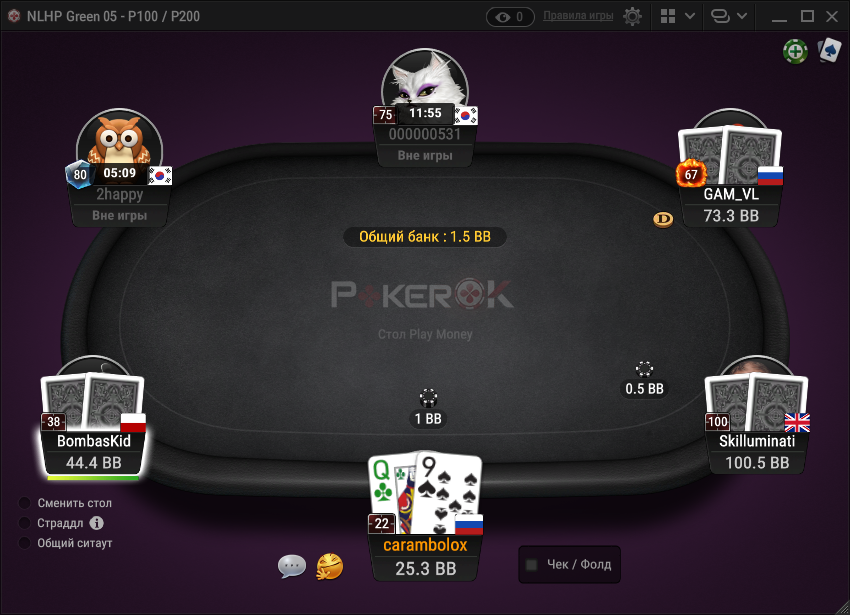 NLHP Green 05 - P100 / P200
0
Правила игры
75
11:55
000000531
Вне игры
80
05:09
2happy
Вне игры
67
GAM_VL
73.3 BB
D
Общий банк : 1.5 BB
POKEROK
Стол Play Money
0.5 BB
1 BB
38
BombasKid
44.4 BB
100
Skilluminati
100.5 BB
Q
9
22
carambolox
25.3 BB
Сменить стол
Страддл i
Общий ситаут
Чек / Фолд